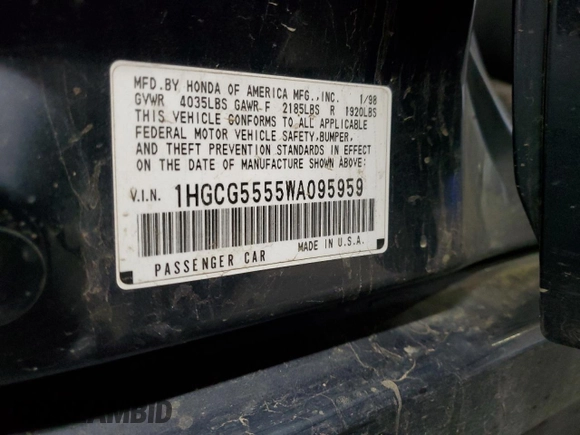 MFD.BY HONDA OF AMERICA MFG.,INC. 1/98
GVWR 4035LBS GAWR F 2185LBS R 1920LBS
THIS VEHICLE CONFORMS TO ALL APPLICABLE
FEDERAL MOTOR VEHICLE SAFETY,BUMPER,
AND THEFT PREVENTION STANDARDS IN EFFECT
ON THE DATE OF MANUFACTURE SHOWN ABOVE.
V.I.N. 1HGCG5555WA095959
PASSENGER CAR MADE IN U.S.A.